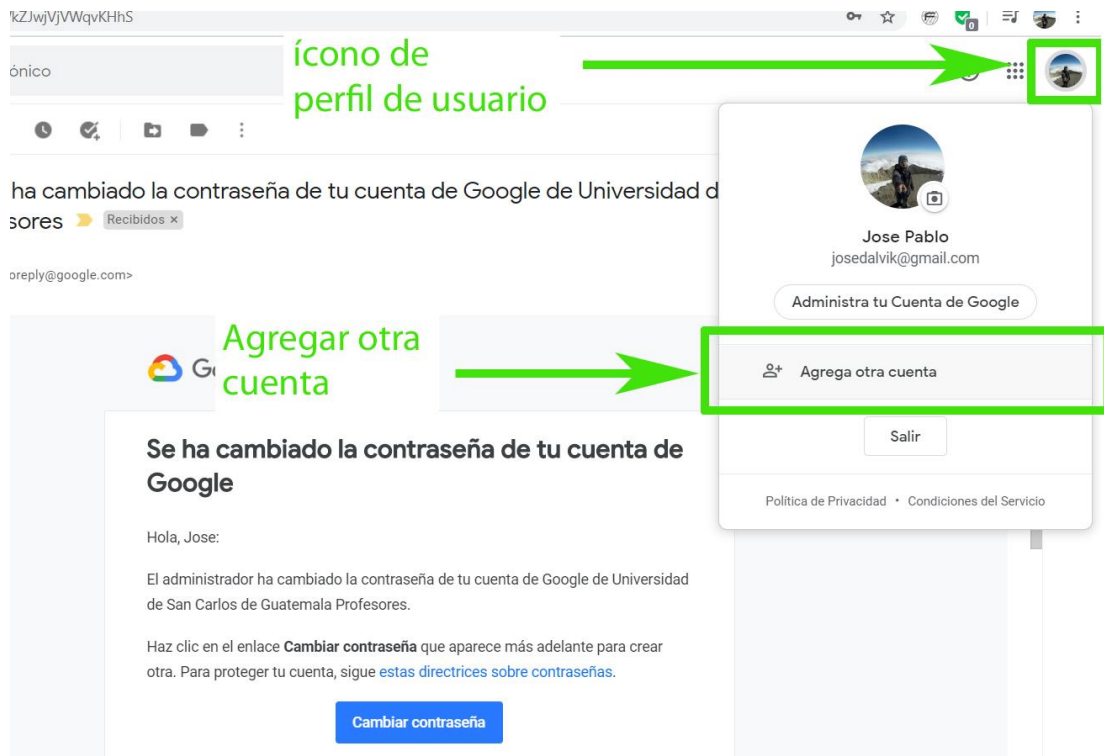 /kZJwjVjVWqvKHhS
0
ónico
ícono de
perfil de usuario
ha cambiado la contraseña de tu cuenta de Google de Universidad d
sores Recibidos ×
oreply@google.com>
Jose Pablo
josedalvik@gmail.com
Administra tu Cuenta de Google
Agregar otra
cuenta
Agrega otra cuenta
Salir
Política de Privacidad • Condiciones del Servicio
Se ha cambiado la contraseña de tu cuenta de
Google
Hola, Jose:
El administrador ha cambiado la contraseña de tu cuenta de Google de Universidad
de San Carlos de Guatemala Profesores.
Haz clic en el enlace Cambiar contraseña que aparece más adelante para crear
otra. Para proteger tu cuenta, sigue estas directrices sobre contraseñas.
Cambiar contraseña